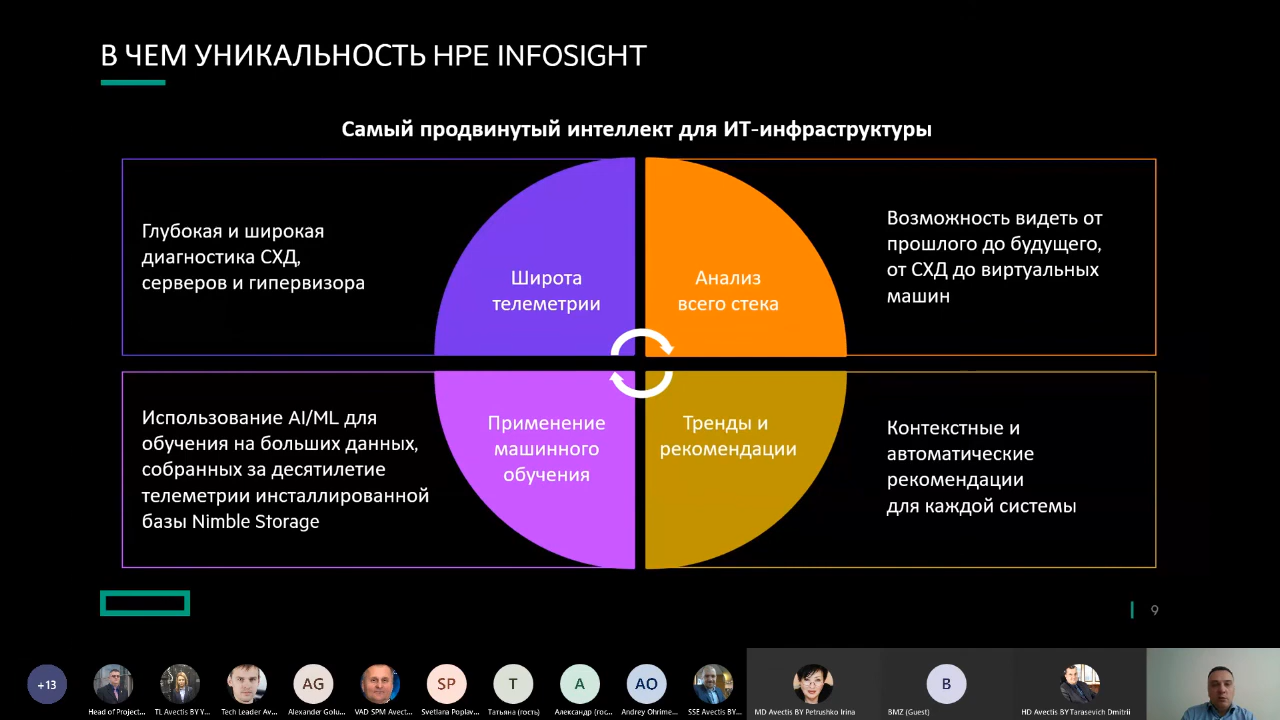 В ЧЕМ УНИКАЛЬНОСТЬ HPE INFOSIGHT
Самый продвинутый интеллект для ИТ-инфраструктуры
Глубокая и широкая
диагностика СХД,
серверов и гипервизора
Широта
телеметрии
Анализ
всего стека
Возможность видеть от
прошлого до будущего,
от СХД до виртуальных
машин
Использование AI/ML для
обучения на больших данных,
собранных за десятилетие
телеметрии инсталлированной
базы Nimble Storage
Применение
машинного
обучения
Тренды и
рекомендации
Контекстные и
автоматические
рекомендации
для каждой системы
9
+13
AG
SP
T
A
AO
B
Head of Project...
TL Avectis BY Y...
Tech Leader Av...
Alexander Golu...
VAD SPM Avect...
Svetlana Poplav...
Татьяна (гость)
Александр (гос...
Andrey Ohrime...
SSE Avectis BY...
MD Avectis BY Petrushko Irina
BMZ (Guest)
HD Avectis BY Tarasevich Dmitrii